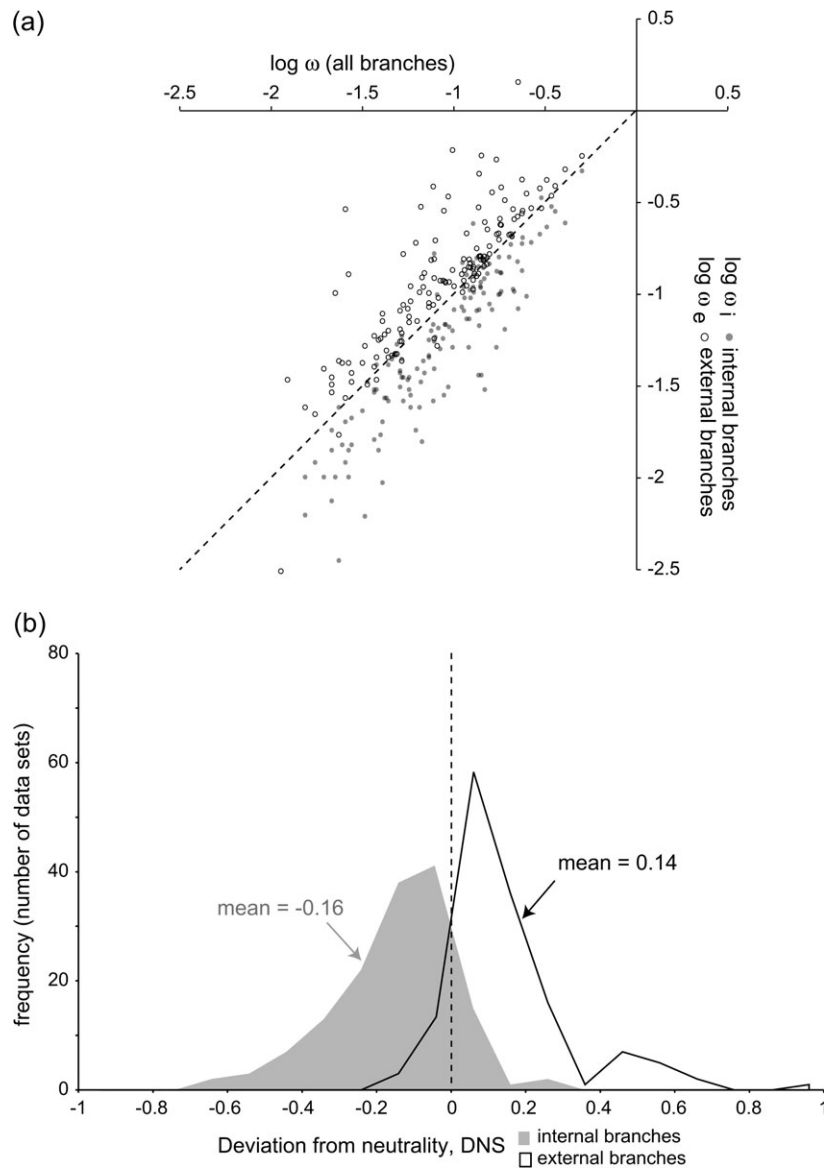 (a)
0.5
log ω (all branches)
-2.5 -2 -1.5 -1 -0.5 0.5
-0.5
-1
-1.5
-2
-2.5
log ω i ● internal branches
log ω e ○ external branches
(b)
80
60
40
20
0
frequency (number of data sets)
mean = -0.16
mean = 0.14
-1 -0.8 -0.6 -0.4 -0.2 0 0.2 0.4 0.6 0.8 1
Deviation from neutrality, DNS
internal branches
external branches